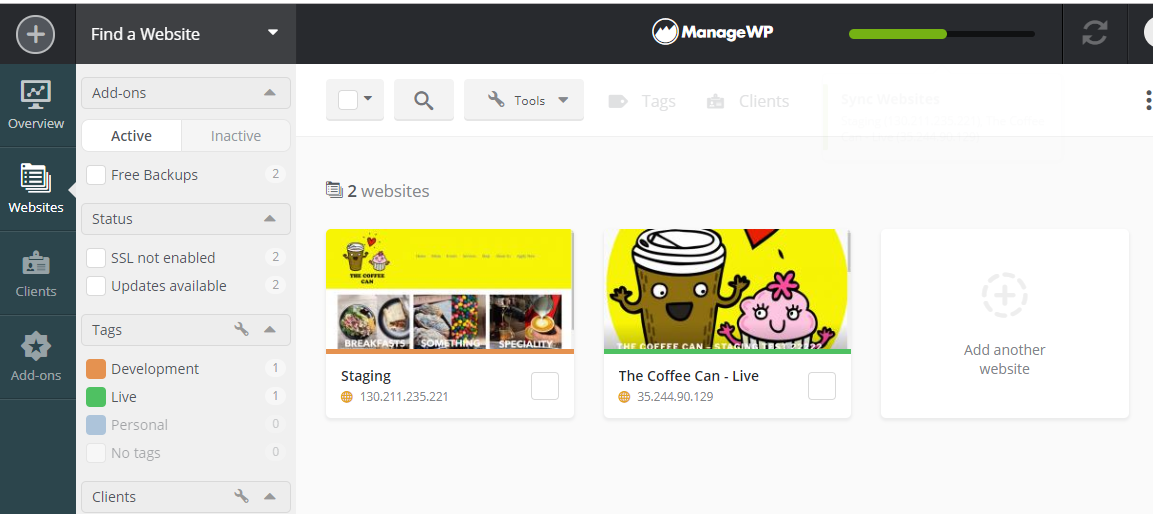 Find a Website
ManageWP
Overview
Websites
Clients
Add-ons
Add-ons
Active
Inactive
Free Backups
2
Status
SSL not enabled
2
Updates available
2
Tags
Development
1
Live
1
Personal
0
No tags
0
Clients
Tools
Tags
Clients
Sync Websites
2 websites
THE COFFEE
CAN
BREAKFASTS
SOMETHING
SPECIALITY
Staging
130.211.235.221
THE COFFEE CAN - STAGING TEST 22 22
The Coffee Can - Live
35.244.90.129
Add another
website